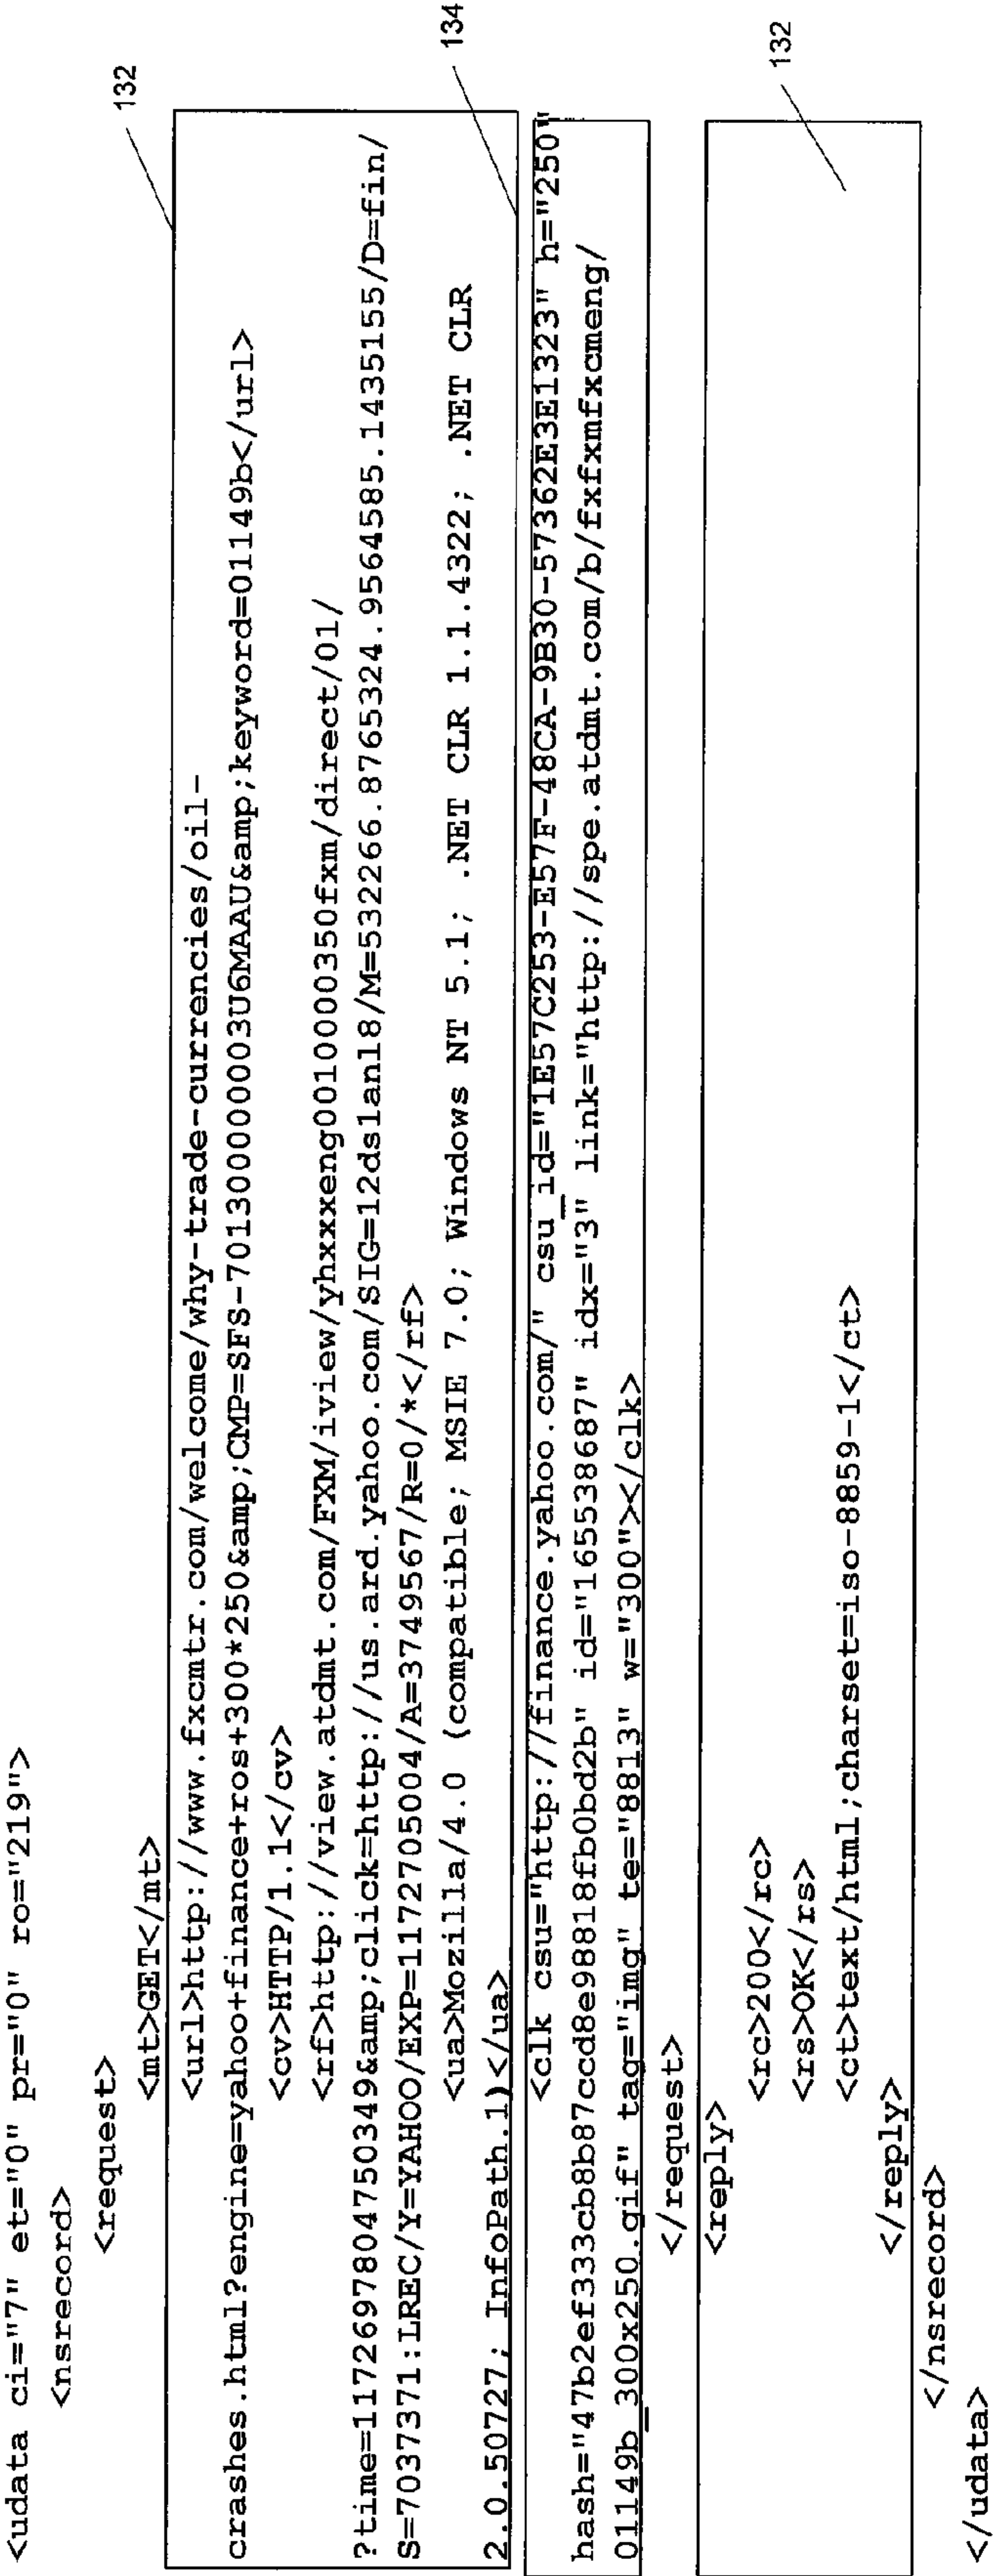 <udata ci="7" et="0" pr="0" ro="219">
<nsrecord>
<request>
<mt>GET</mt>
132
<url>http://www.fxcmtr.com/welcome/why-trade-currencies/oil-
crashes.html?engine=yahoo+finance+ros+300*250&amp;CMP=SFS-70130000003U6MAAU&amp;keyword=01149b</url>
<cv>HTTP/1.1</cv>
<rf>http://view.atdmt.com/FXM/iview/yhxxxeng0010000350fxm/direct/01/
?time=11726978047503​49&amp;click=http://us.ard.yahoo.com/SIG=12dslanl8/M=532266.8765324.9564585.1435155/D=fin/
S=7037371:LREC/Y=YAHOO/EXP=1172705004/A=3749567/R=0/*</rf>
<ua>Mozilla/4.0 (compatible; MSIE 7.0; Windows NT 5.1; .NET CLR 1.1.4322; .NET CLR
2.0.50727; InfoPath.1)</ua>
134
<clk csu="http://finance.yahoo.com/" csu_id="1E57C253-E57F-48CA-9B30-57362E3E1323" h="250"
hash="47b2ef333cb8b87ccd8e98818fb0bd2b" id="165538687" idx="3" link="http://spe.atdmt.com/b/fxfxmfxcmeng/
01149b_300x250.gif" tag="img" te="8813" w="300"></clk>
</request>
<reply>
132
<rc>200</rc>
<rs>OK</rs>
<ct>text/html;charset=iso-8859-1</ct>
</reply>
</nsrecord>
</udata>